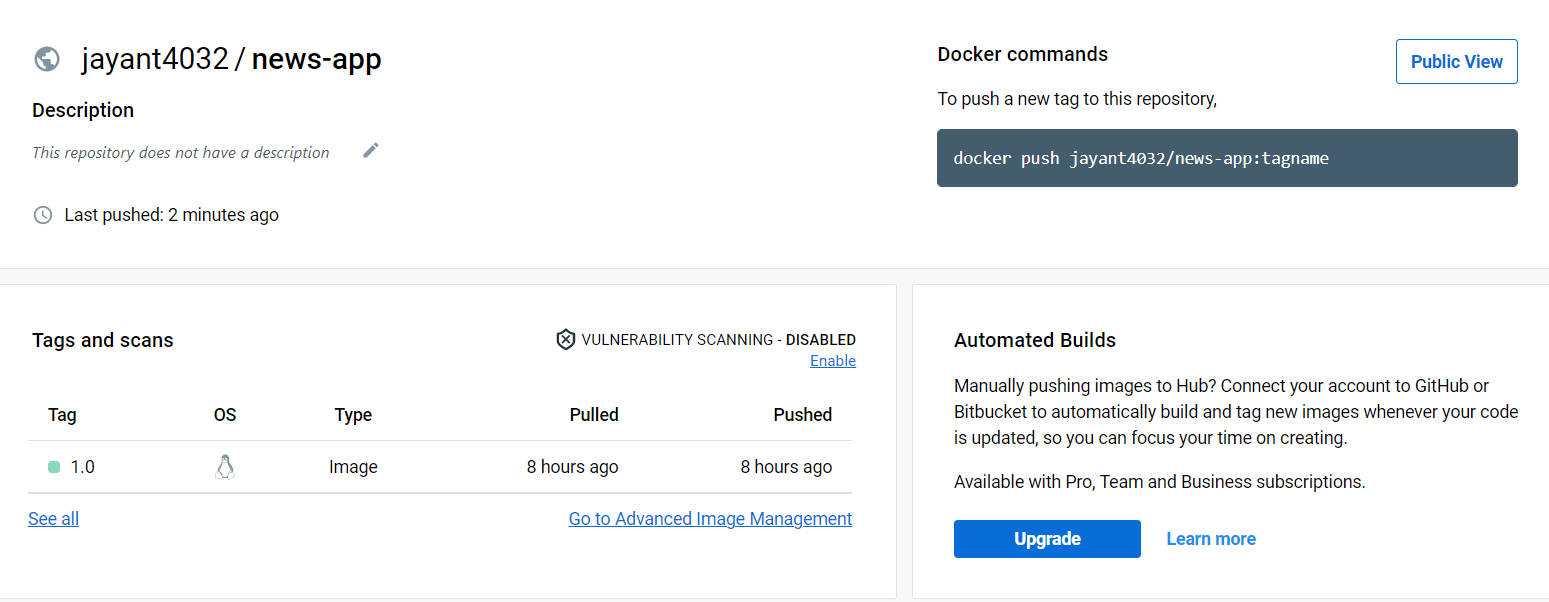 jayant4032 / news-app
Description
This repository does not have a description
Last pushed: 2 minutes ago
Docker commands
Public View
To push a new tag to this repository,
docker push jayant4032/news-app:tagname
Tags and scans
VULNERABILITY SCANNING - DISABLED
Enable
Tag OS Type Pulled Pushed
1.0 Image 8 hours ago 8 hours ago
See all Go to Advanced Image Management
Automated Builds
Manually pushing images to Hub? Connect your account to GitHub or
Bitbucket to automatically build and tag new images whenever your code
is updated, so you can focus your time on creating.
Available with Pro, Team and Business subscriptions.
Upgrade Learn more